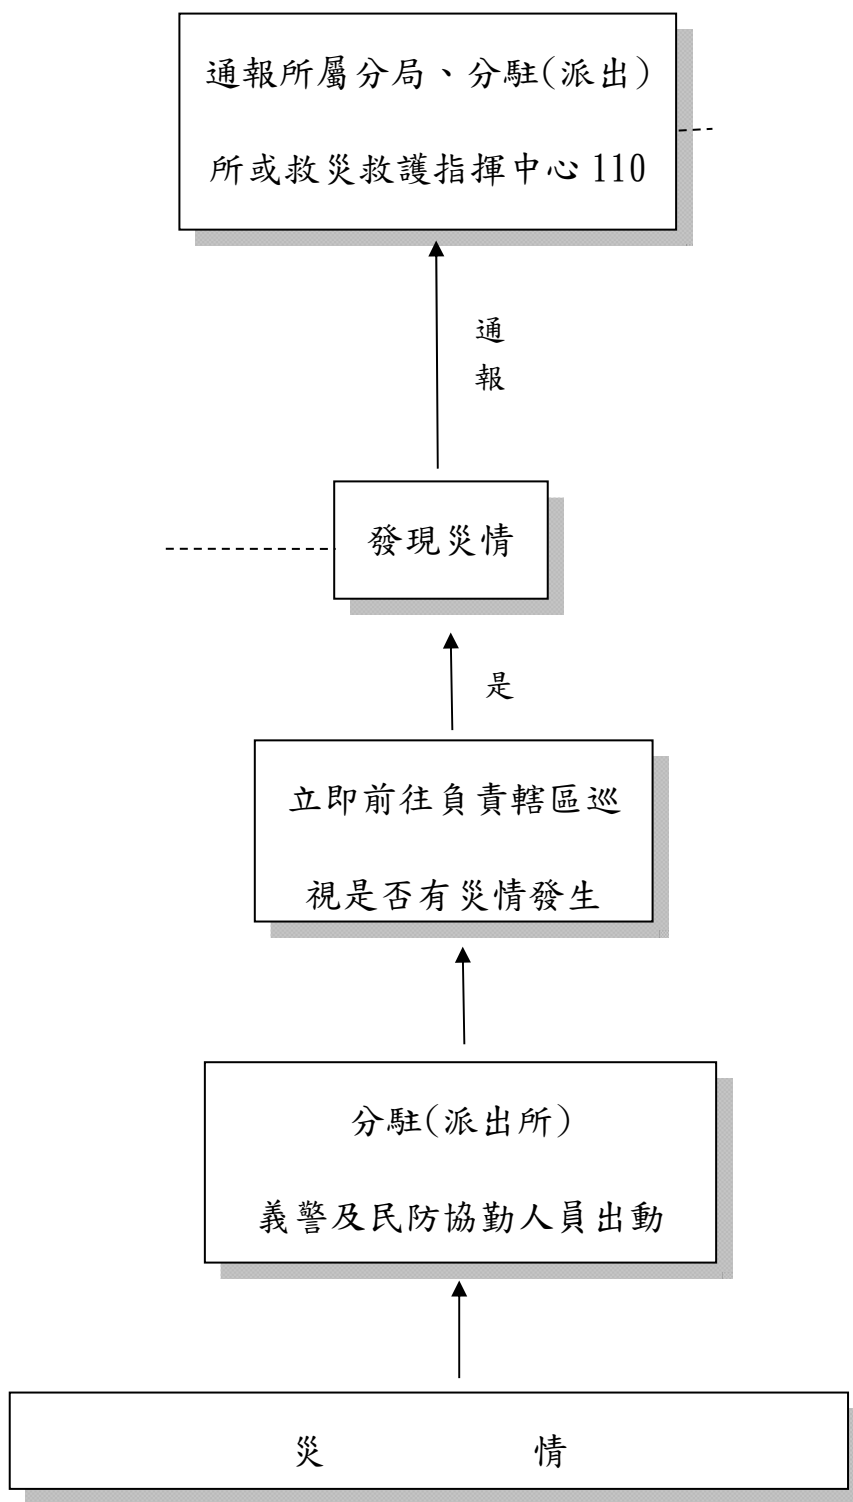 通報所屬分局、分駐(派出)
所或救災救護指揮中心 110
通
報
發現災情
是
立即前往負責轄區巡
視是否有災情發生
分駐(派出所)
義警及民防協勤人員出動
災 情